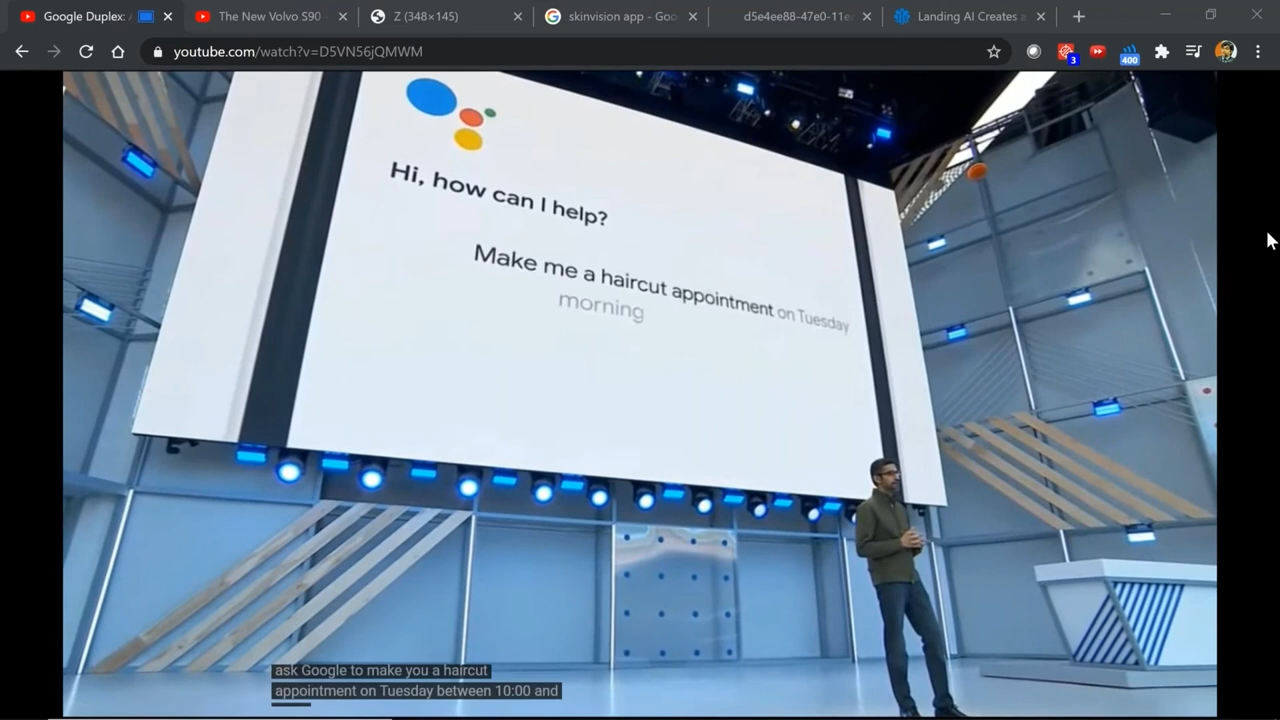 Google Duplex: A
The New Volvo S90 -
Z (348×145)
skinvision app - Goo
d5e4ee88-47e0-11ea
Landing AI Creates a
youtube.com/watch?v=D5VN56jQMWM
3
400
Hi, how can I help?
Make me a haircut appointment on Tuesday
morning
ask Google to make you a haircut
appointment on Tuesday between 10:00 and